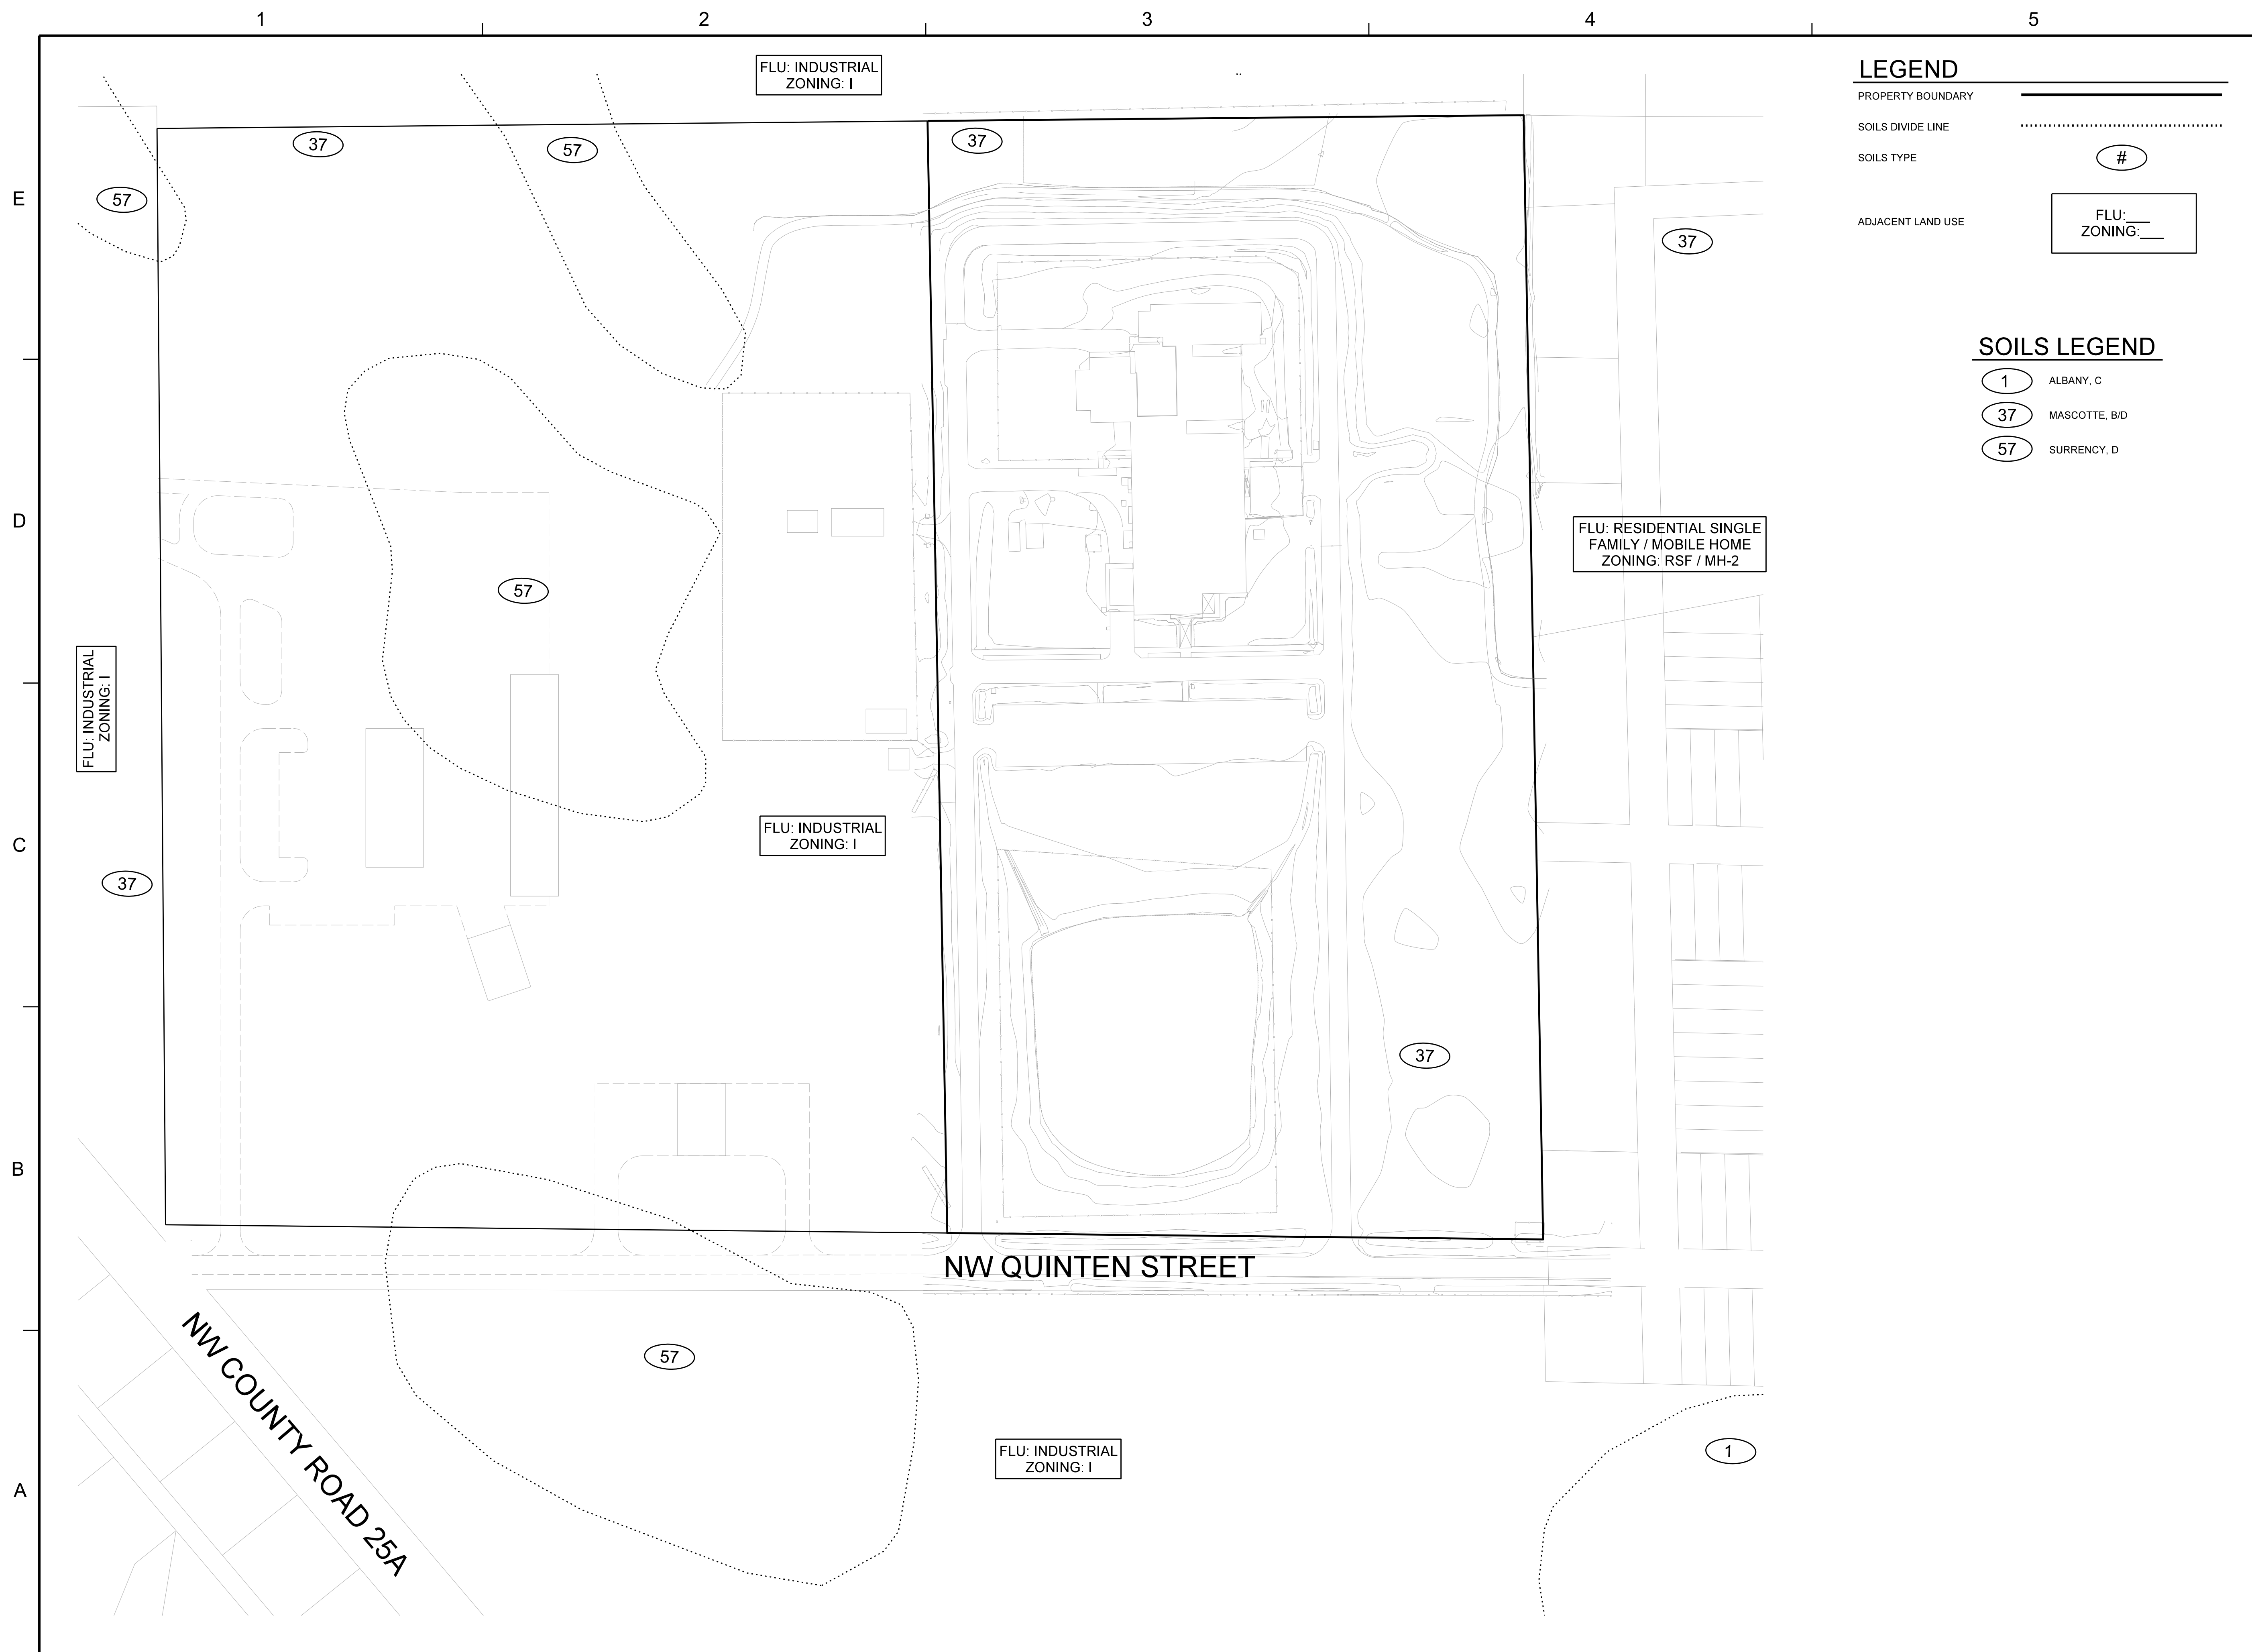 1
2
3
4
5
FLU: INDUSTRIAL
ZONING: I
LEGEND
PROPERTY BOUNDARY
SOILS DIVIDE LINE
SOILS TYPE
#
ADJACENT LAND USE
FLU:___
ZONING:___
37
57
37
E
57
37
SOILS LEGEND
1 ALBANY, C
37 MASCOTTE, B/D
57 SURRENCY, D
D
FLU: RESIDENTIAL SINGLE
FAMILY / MOBILE HOME
ZONING: RSF / MH-2
57
FLU: INDUSTRIAL
ZONING: I
FLU: INDUSTRIAL
ZONING: I
C
37
37
B
NW QUINTEN STREET
57
NW COUNTY ROAD 25A
FLU: INDUSTRIAL
ZONING: I
1
A